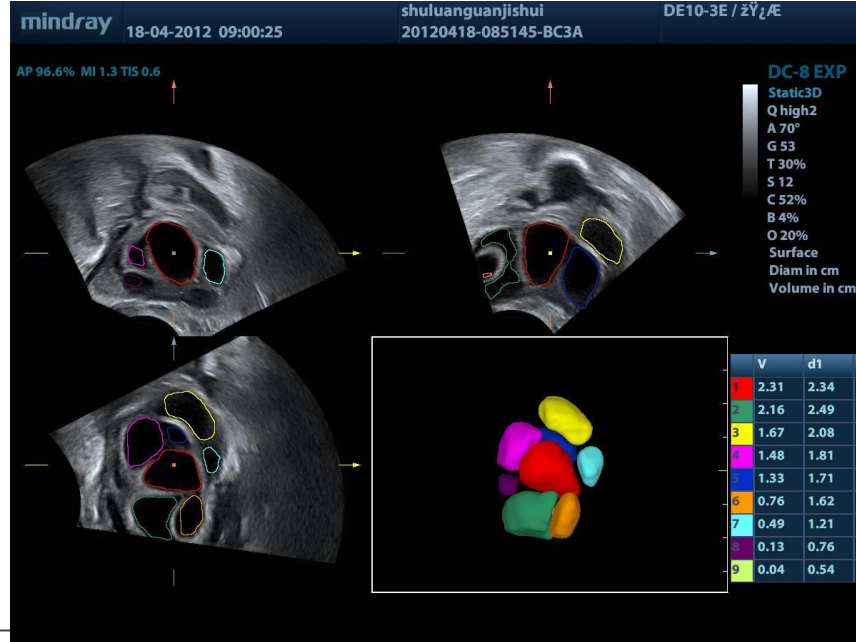 mindray
18-04-2012 09:00:25
shuluanguanjishui
20120418-085145-BC3A
DE10-3E / žŸ¿Æ
AP 96.6% MI 1.3 TIS 0.6
DC-8 EXP
Static3D
Q high2
A 70°
G 53
T 30%
S 12
C 52%
B 4%
O 20%
Surface
Diam in cm
Volume in cm
V d1
1 2.31 2.34
2 2.16 2.49
3 1.67 2.08
4 1.48 1.81
5 1.33 1.71
6 0.76 1.62
7 0.49 1.21
8 0.13 0.76
9 0.04 0.54